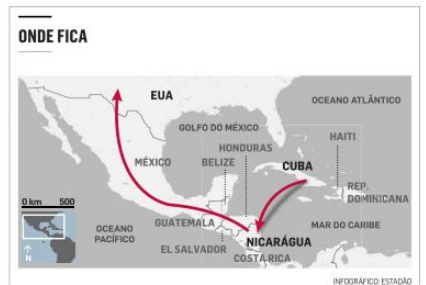 ONDE FICA
EUA
OCEANO ATLÂNTICO
GOLFO DO MÉXICO
HONDURAS
HAITI
MÉXICO
BELIZE
CUBA
REP.
DOMINICANA
0 km 500
GUATEMALA
MAR DO CARIBE
OCEANO
PACÍFICO
NICARÁGUA
EL SALVADOR
COSTA RICA
N
INFOGRÁFICO: ESTADÃO